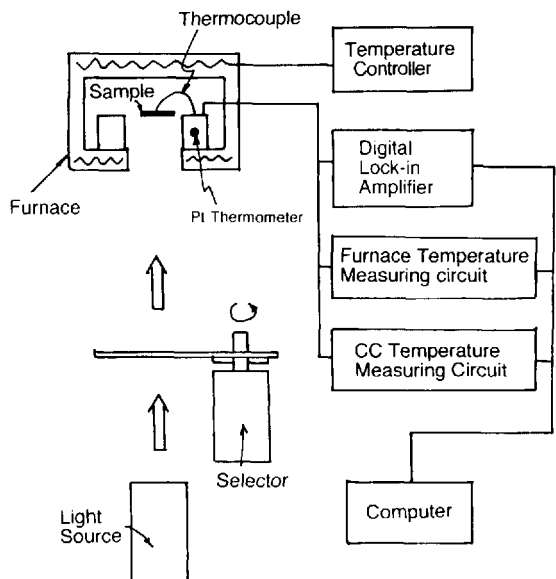 Thermocouple
Temperature
Controller
Sample
Digital
Lock-in
Amplifier
Furnace
Pt Thermometer
Furnace Temperature
Measuring circuit
CC Temperature
Measuring Circuit
Selector
Light
Source
Computer